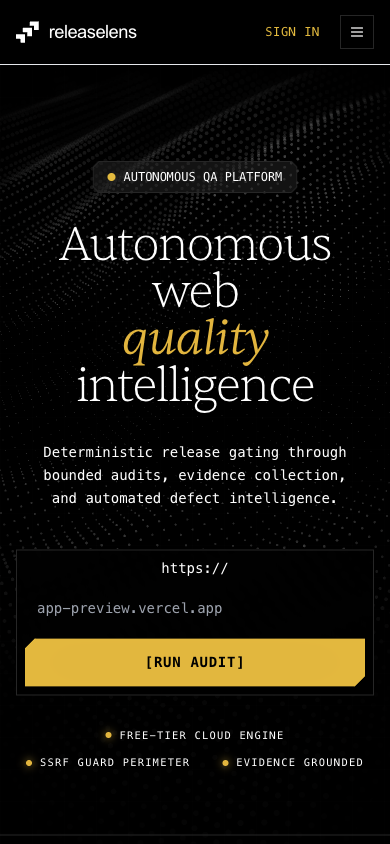 releaselens
SIGN IN
AUTONOMOUS QA PLATFORM
Autonomous
web
quality
intelligence
Deterministic release gating through
bounded audits, evidence collection,
and automated defect intelligence.
https://
app-preview.vercel.app
[RUN AUDIT]
FREE-TIER CLOUD ENGINE
SSRF GUARD PERIMETER
EVIDENCE GROUNDED